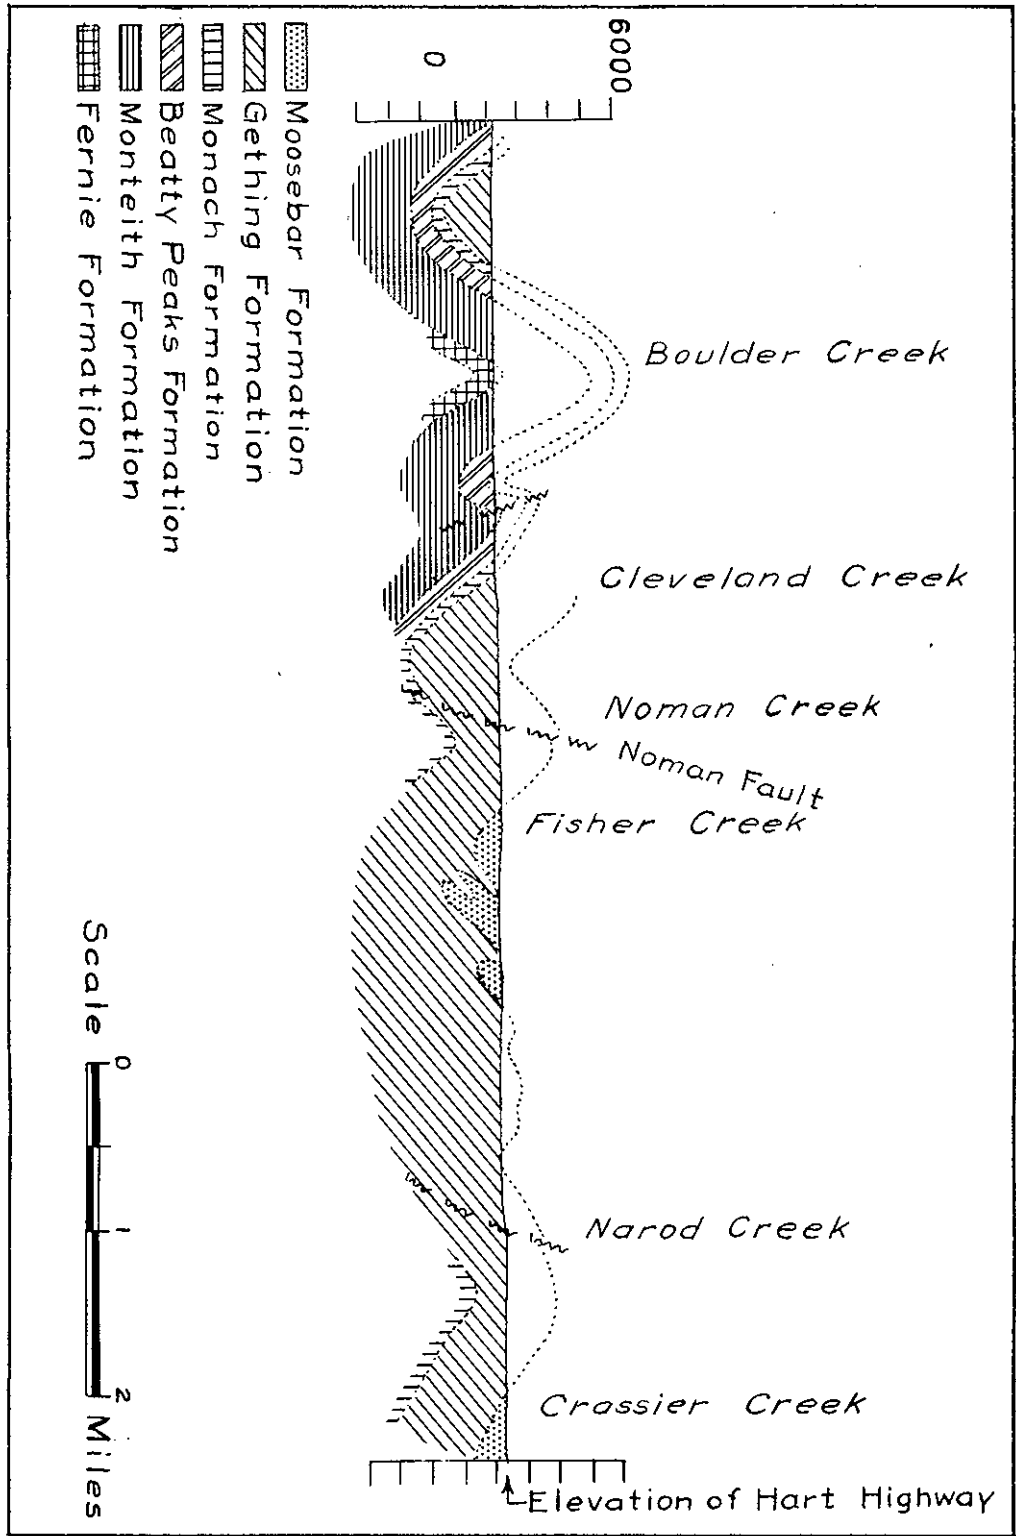 6000
0
Boulder Creek
Cleveland Creek
Noman Creek
Noman Fault
Fisher Creek
Narod Creek
Crassier Creek
Elevation of Hart Highway
Moosebar Formation
Gething Formation
Monach Formation
Beatty Peaks Formation
Monteith Formation
Fernie Formation
Scale 0 1 2 Miles